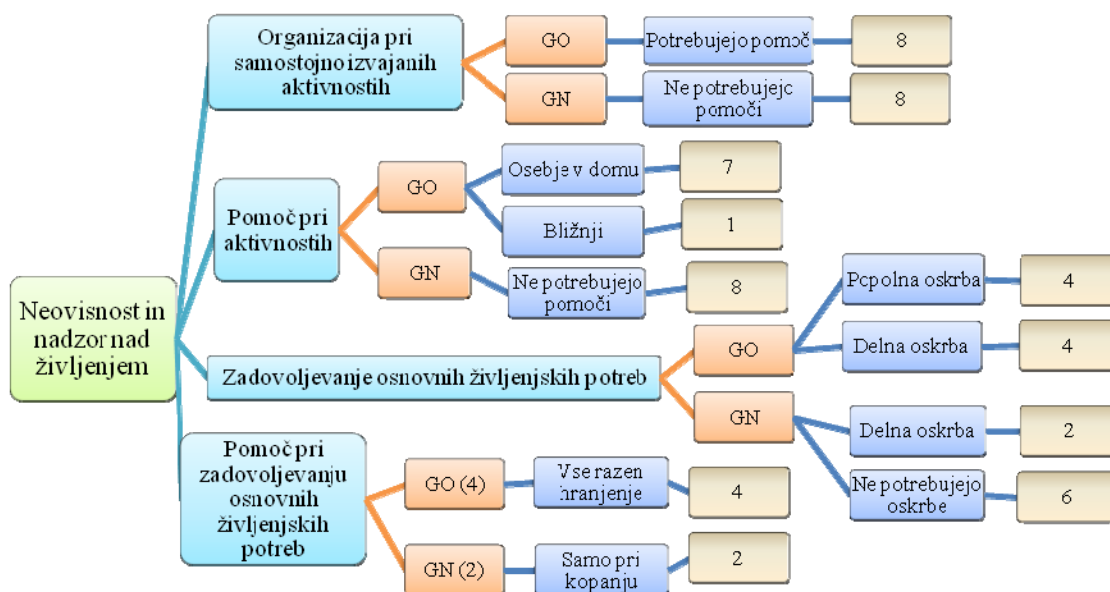 Organizacija pri
samostojno izvajanih
aktivnostih
GO
Potrebujejo pomoč
8
GN
Ne potrebujejo
pomoči
8
Pomoč pri
aktivnostih
GO
Osebje v domu
7
Bližnji
1
GN
Ne potrebujejo
pomoči
8
Neovisnost in
nadzor nad
življenjem
Zadovoljevanje osnovnih življenjskih potreb
GO
Popolna oskrba
4
Delna oskrba
4
GN
Delna oskrba
2
Ne potrebujejo
oskrbe
6
Pomoč pri
zadovoljevanju
osnovnih
življenjskih
potreb
GO (4)
Vse razen
hranjenje
4
GN (2)
Samo pri
kopanju
2